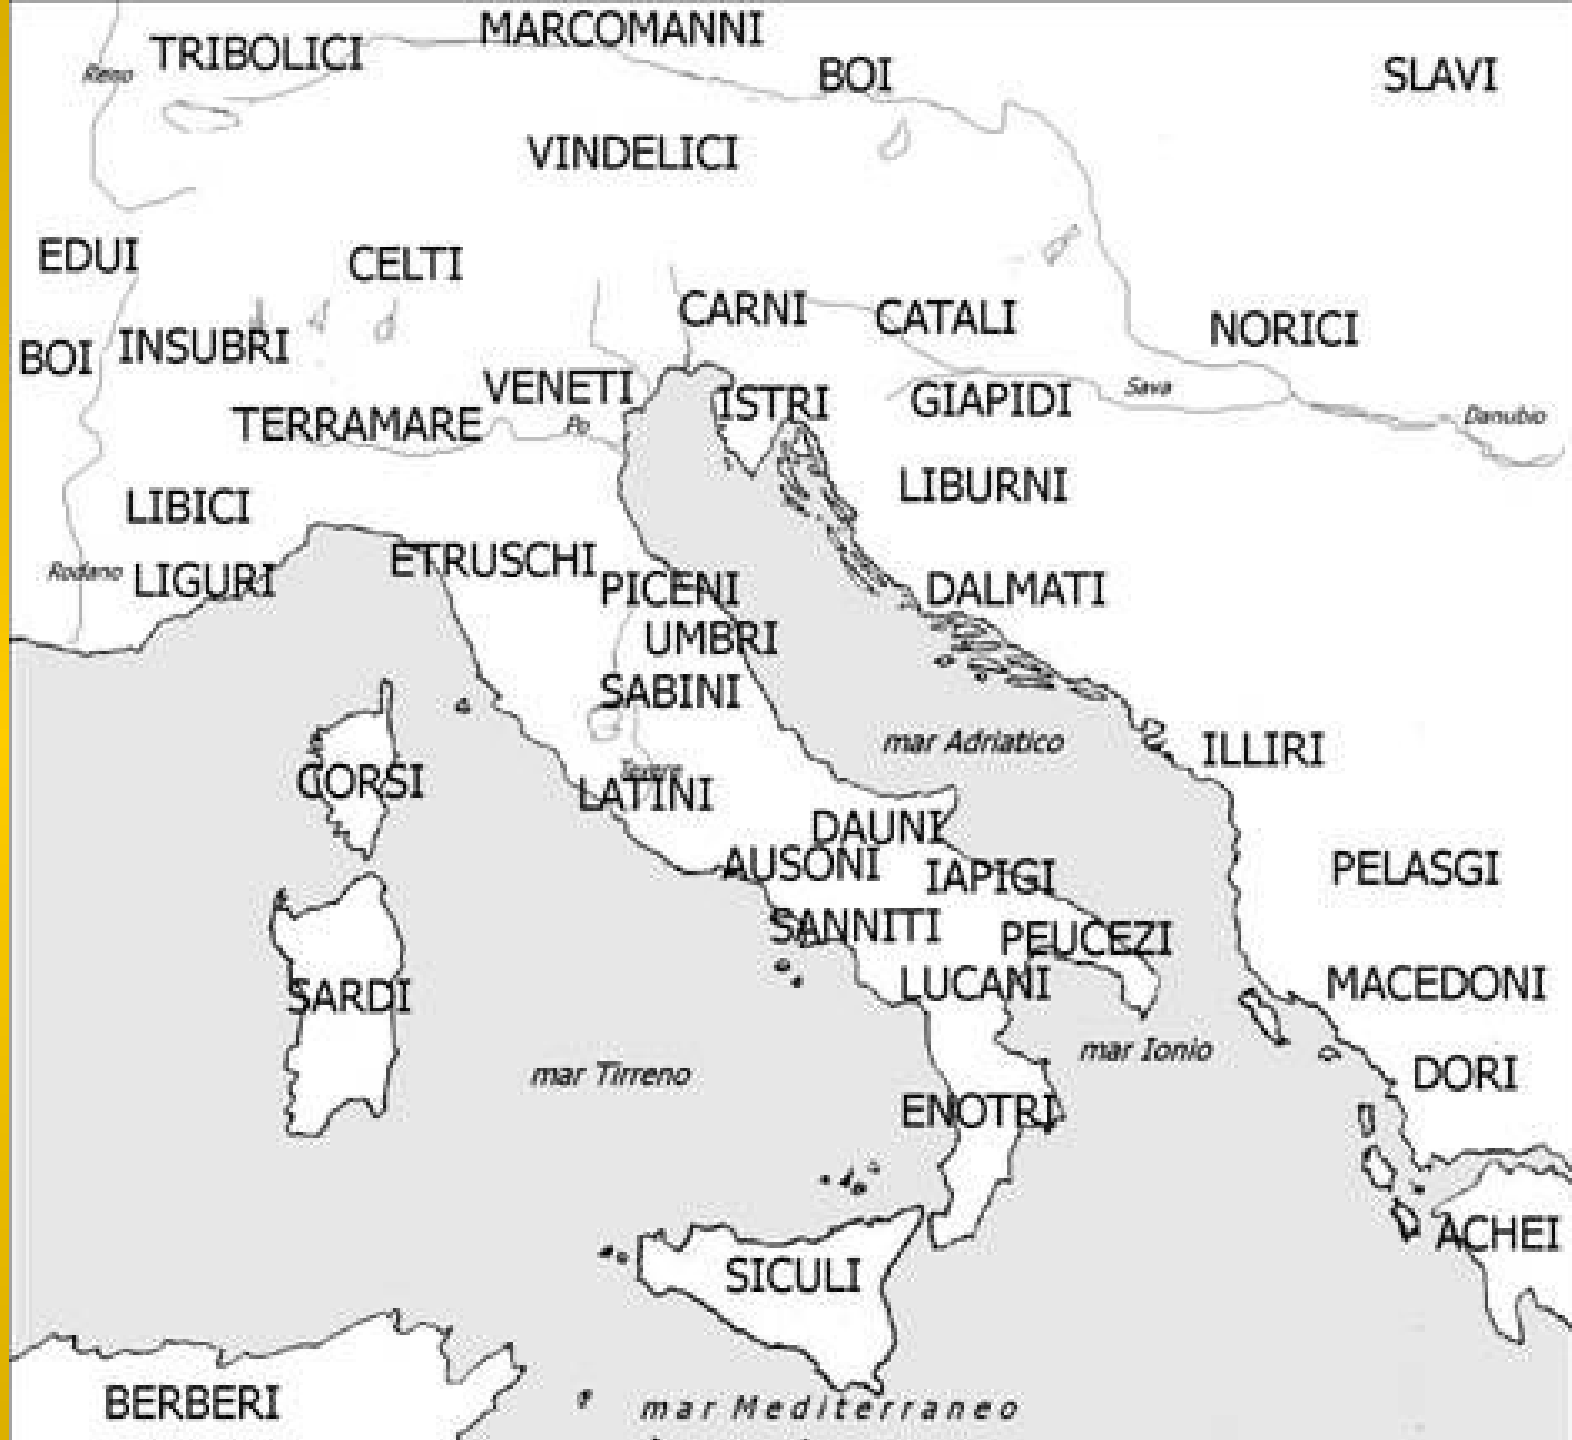 MARCOMANNI
TRIBOLICI
Reno
BOI
SLAVI
VINDELICI
EDUI
CELTI
CARNI
CATALI
NORICI
BOI
INSUBRI
VENETI
ISTRI
GIAPIDI
Sava
Danubio
TERRAMARE
Po
LIBICI
LIBURNI
Rodano
LIGURI
ETRUSCHI
PICENI
DALMATI
UMBRI
SABINI
mar Adriatico
ILLIRI
CORSI
Tevere
LATINI
DAUNI
AUSONI
IAPIGI
PELASGI
SANNITI
PEUCEZI
SARDI
LUCANI
MACEDONI
mar Tirreno
mar Ionio
DORI
ENOTRI
SICULI
ACHEI
BERBERI
mar Mediterraneo